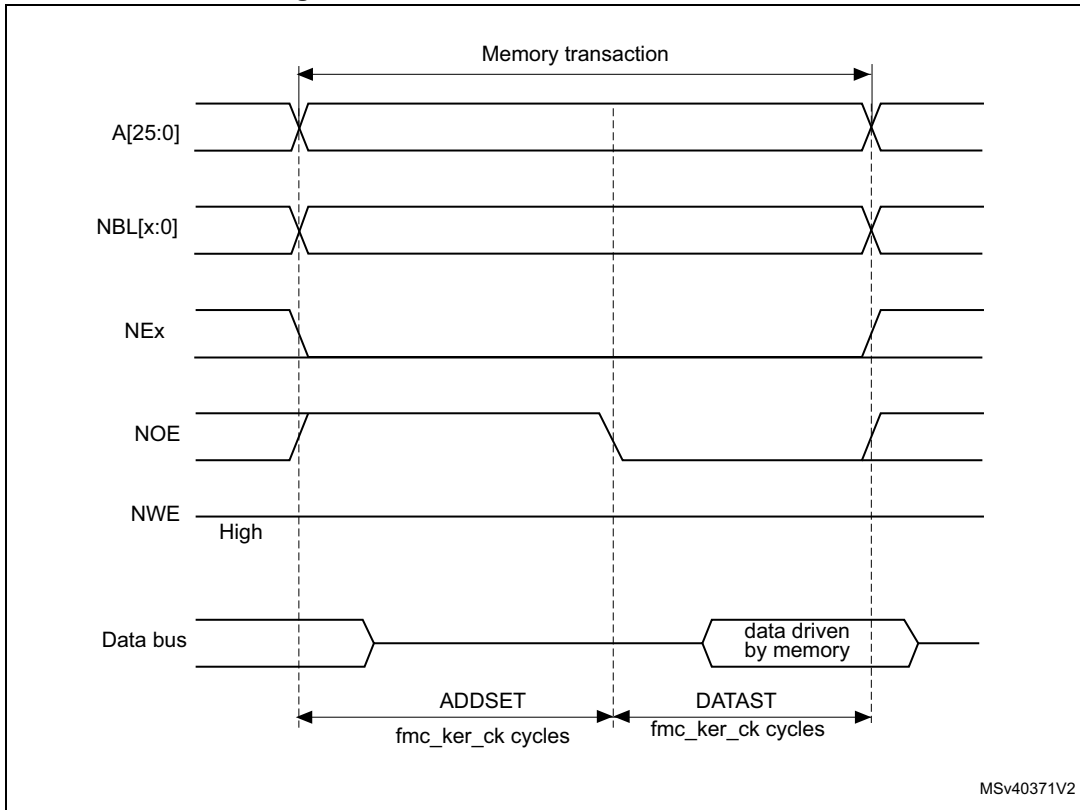 Memory transaction
A[25:0]
NBL[x:0]
NEx
NOE
NWE
High
Data bus
data driven
by memory
ADDSET
DATAST
fmc_ker_ck cycles
fmc_ker_ck cycles
MSv40371V2